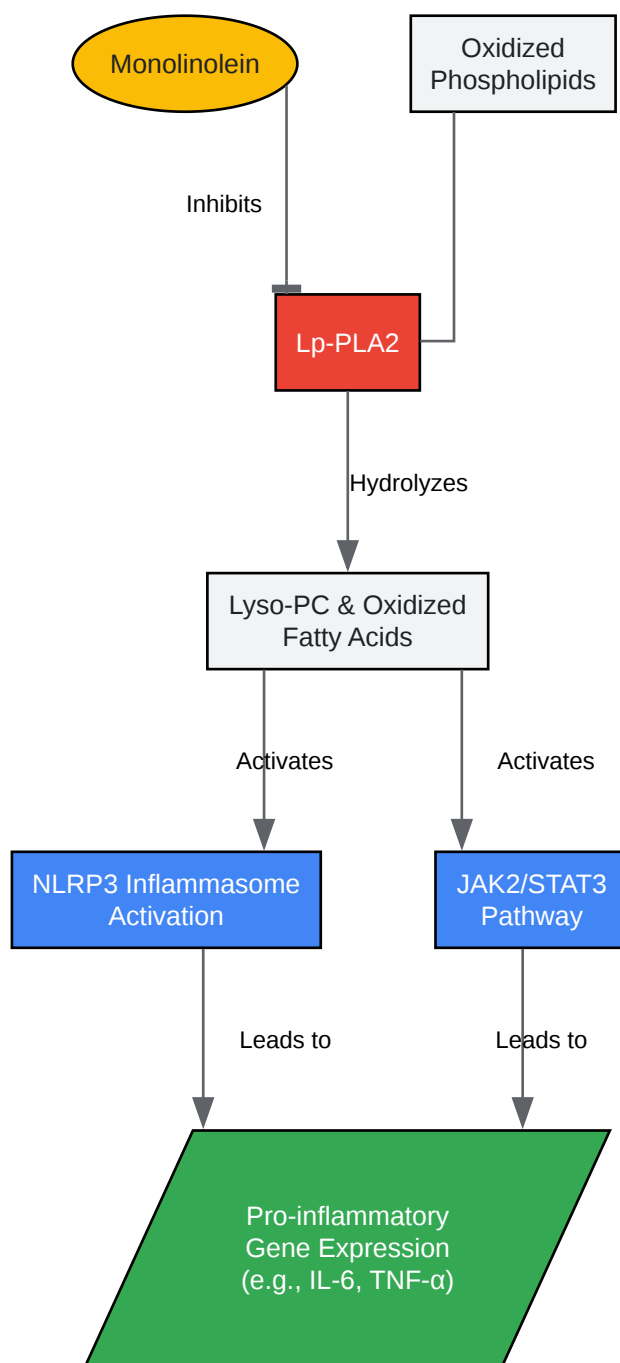 Monolinolein
Oxidized
Phospholipids
Inhibits
Lp-PLA2
Hydrolyzes
Lyso-PC & Oxidized
Fatty Acids
Activates
Activates
NLRP3 Inflammasome
Activation
JAK2/STAT3
Pathway
Leads to
Leads to
Pro-inflammatory
Gene Expression
(e.g., IL-6, TNF-α)